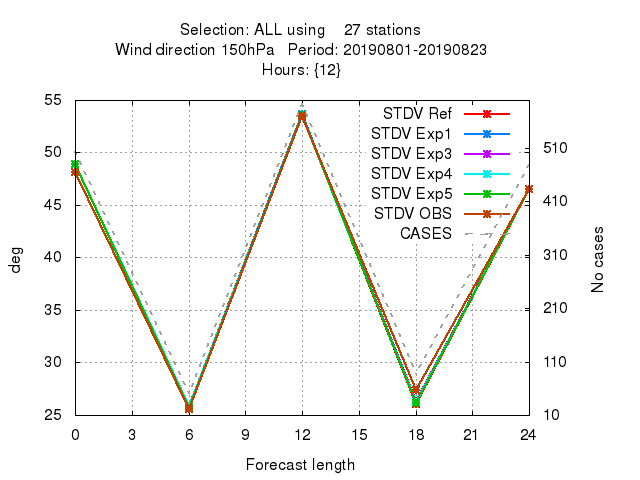 Selection: ALL using 27 stations
Wind direction 150hPa Period: 20190801-20190823
Hours: {12}
55
50
45
40
35
30
25
deg
STDV Ref
STDV Exp1
STDV Exp3
STDV Exp4
STDV Exp5
STDV OBS
CASES
510
410
310
210
110
10
No cases
0 3 6 9 12 15 18 21 24
Forecast length